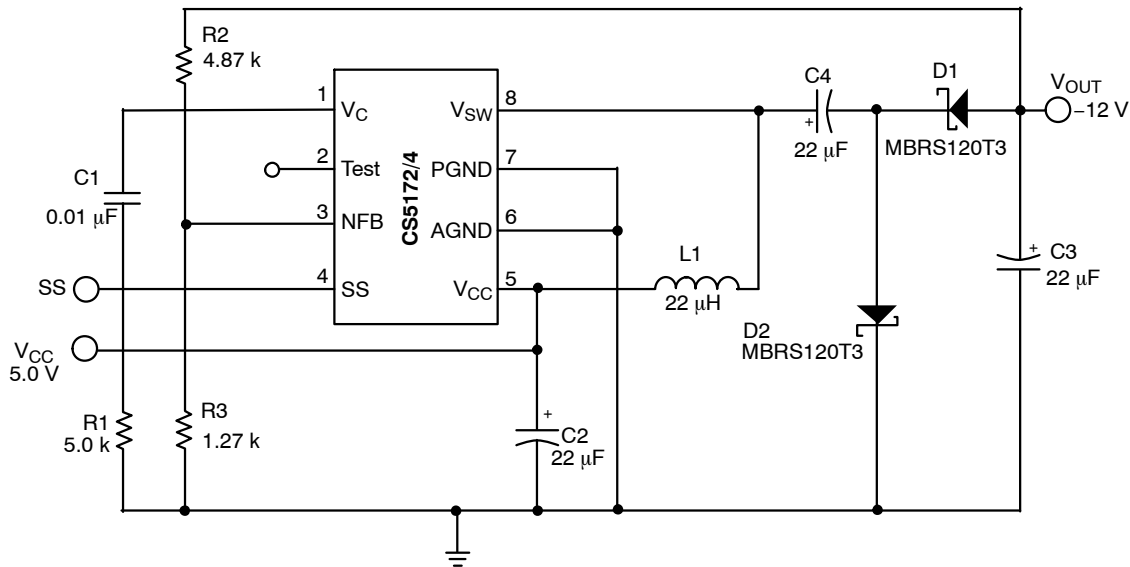 R2
4.87 k
1
VC
VSW
8
C4
+
22 μF
D1
MBRS120T3
VOUT
−12 V
2
Test
PGND
7
CS5172/4
C1
0.01 μF
3
NFB
AGND
6
SS
4
SS
VCC
5
L1
22 μH
+
C3
22 μF
D2
MBRS120T3
VCC
5.0 V
R1
5.0 k
R3
1.27 k
+
C2
22 μF